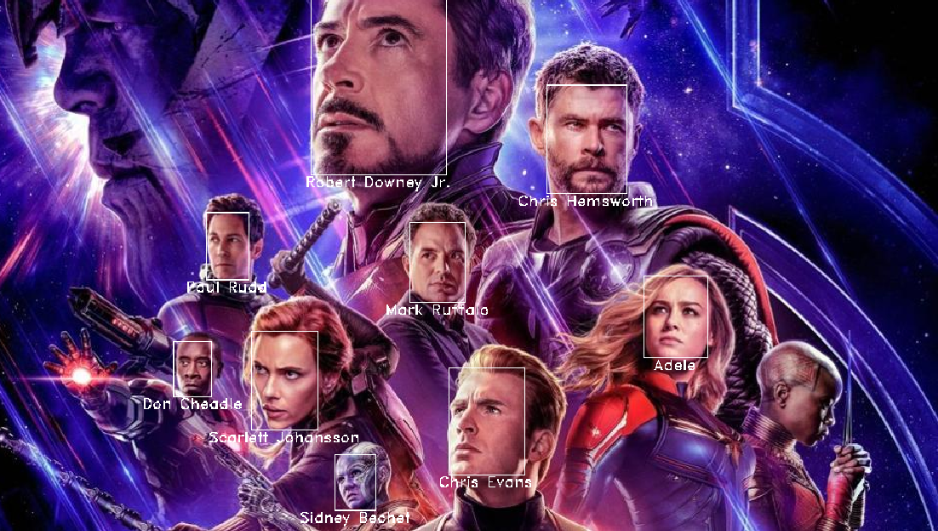 Robert Downey Jr.
Chris Hemsworth
Paul Rudd
Mark Ruffalo
Adele
Don Cheadle
Scarlett Johansson
Chris Evans
Sidney Bechet